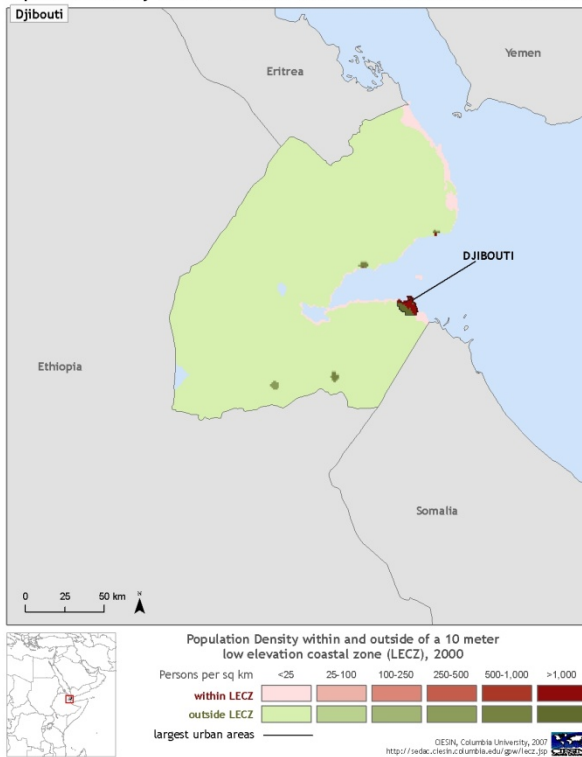 Djibouti
Yemen
Eritrea
DJIBOUTI
Ethiopia
Somalia
0 25 50 km
N
Population Density within and outside of a 10 meter
low elevation coastal zone (LECZ), 2000
Persons per sq km <25 25-100 100-250 250-500 500-1,000 >1,000
within LECZ
outside LECZ
largest urban areas
CIESIN, Columbia University, 2007
http://sedac.ciesin.columbia.edu/gpw/lecz.jsp
CIESIN